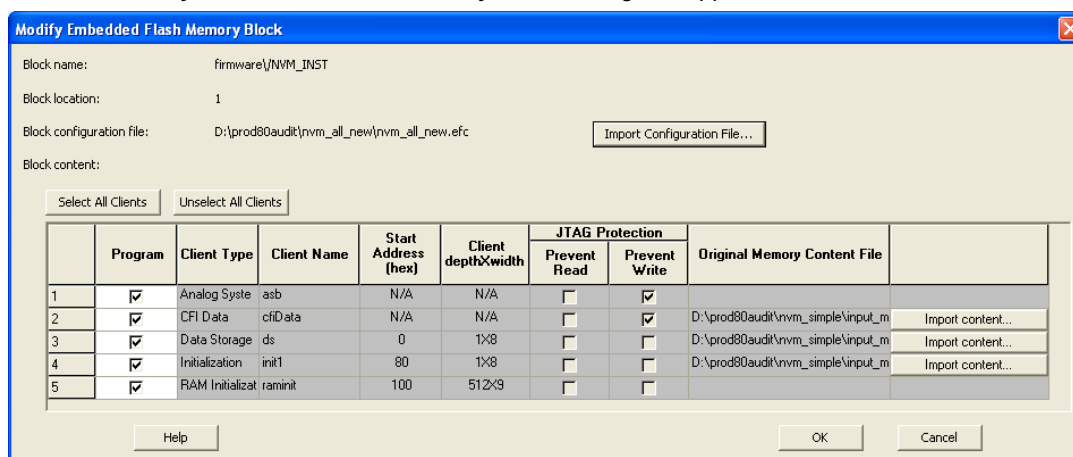 Modify Embedded Flash Memory Block
Block name: firmware\/NVM_INST
Block location: 1
Block configuration file: D:\prod80audit\nvm_all_new\nvm_all_new.efc Import Configuration File...
Block content:
Select All Clients Unselect All Clients
Program Client Type Client Name Start Address (hex) Client depthXwidth JTAG Protection Prevent Read Prevent Write Original Memory Content File
1 Analog Syste asb N/A N/A
2 CFI Data cfiData N/A N/A D:\prod80audit\nvm_simple\input_m Import content...
3 Data Storage ds 0 1X8 D:\prod80audit\nvm_simple\input_m Import content...
4 Initialization init1 80 1X8 D:\prod80audit\nvm_simple\input_m Import content...
5 RAM Initializat raminit 100 512X9
Help OK Cancel